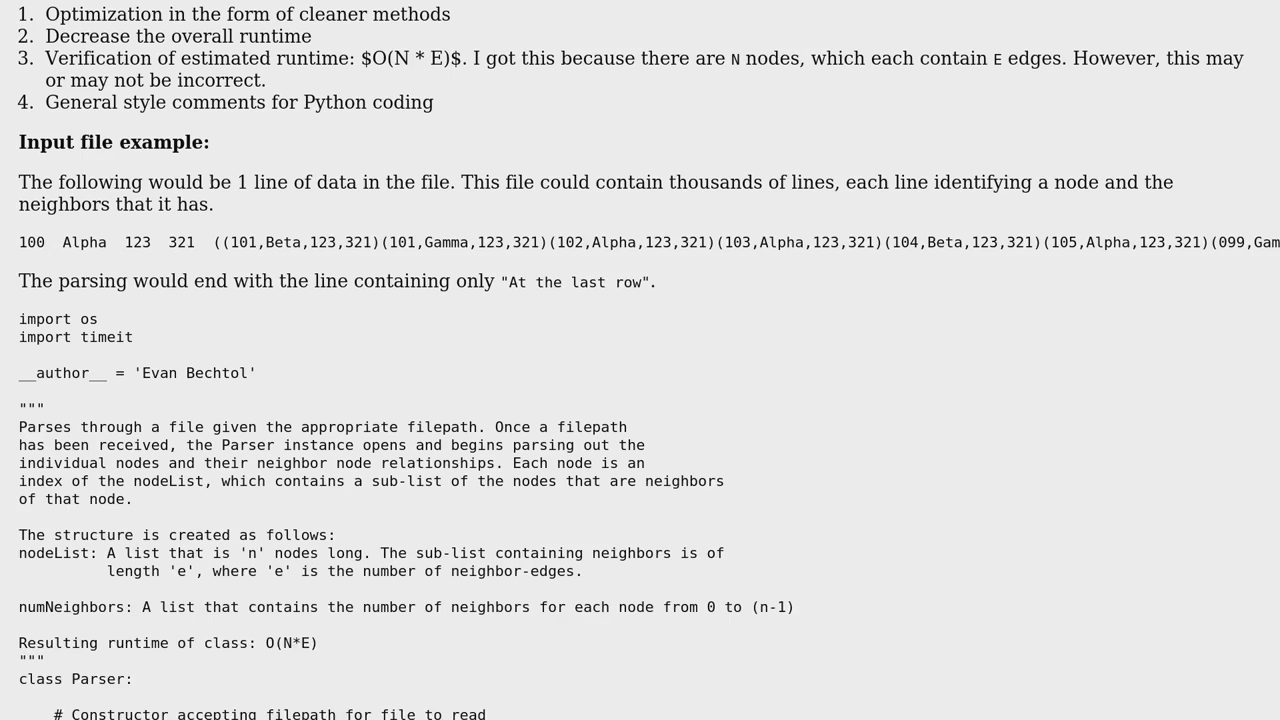 1. Optimization in the form of cleaner methods
2. Decrease the overall runtime
3. Verification of estimated runtime: $O(N * E)$. I got this because there are N nodes, which each contain E edges. However, this may
or may not be incorrect.
4. General style comments for Python coding
Input file example:
The following would be 1 line of data in the file. This file could contain thousands of lines, each line identifying a node and the
neighbors that it has.
100  Alpha  123  321  ((101,Beta,123,321)(101,Gamma,123,321)(102,Alpha,123,321)(103,Alpha,123,321)(104,Beta,123,321)(105,Alpha,123,321)(099,Gam
The parsing would end with the line containing only "At the last row".
import os
import timeit
__author__ = 'Evan Bechtol'
"""
Parses through a file given the appropriate filepath. Once a filepath
has been received, the Parser instance opens and begins parsing out the
individual nodes and their neighbor node relationships. Each node is an
index of the nodeList, which contains a sub-list of the nodes that are neighbors
of that node.
The structure is created as follows:
nodeList: A list that is 'n' nodes long. The sub-list containing neighbors is of
          length 'e', where 'e' is the number of neighbor-edges.
numNeighbors: A list that contains the number of neighbors for each node from 0 to (n-1)
Resulting runtime of class: O(N*E)
"""
class Parser:
    # Constructor accepting filepath for file to read